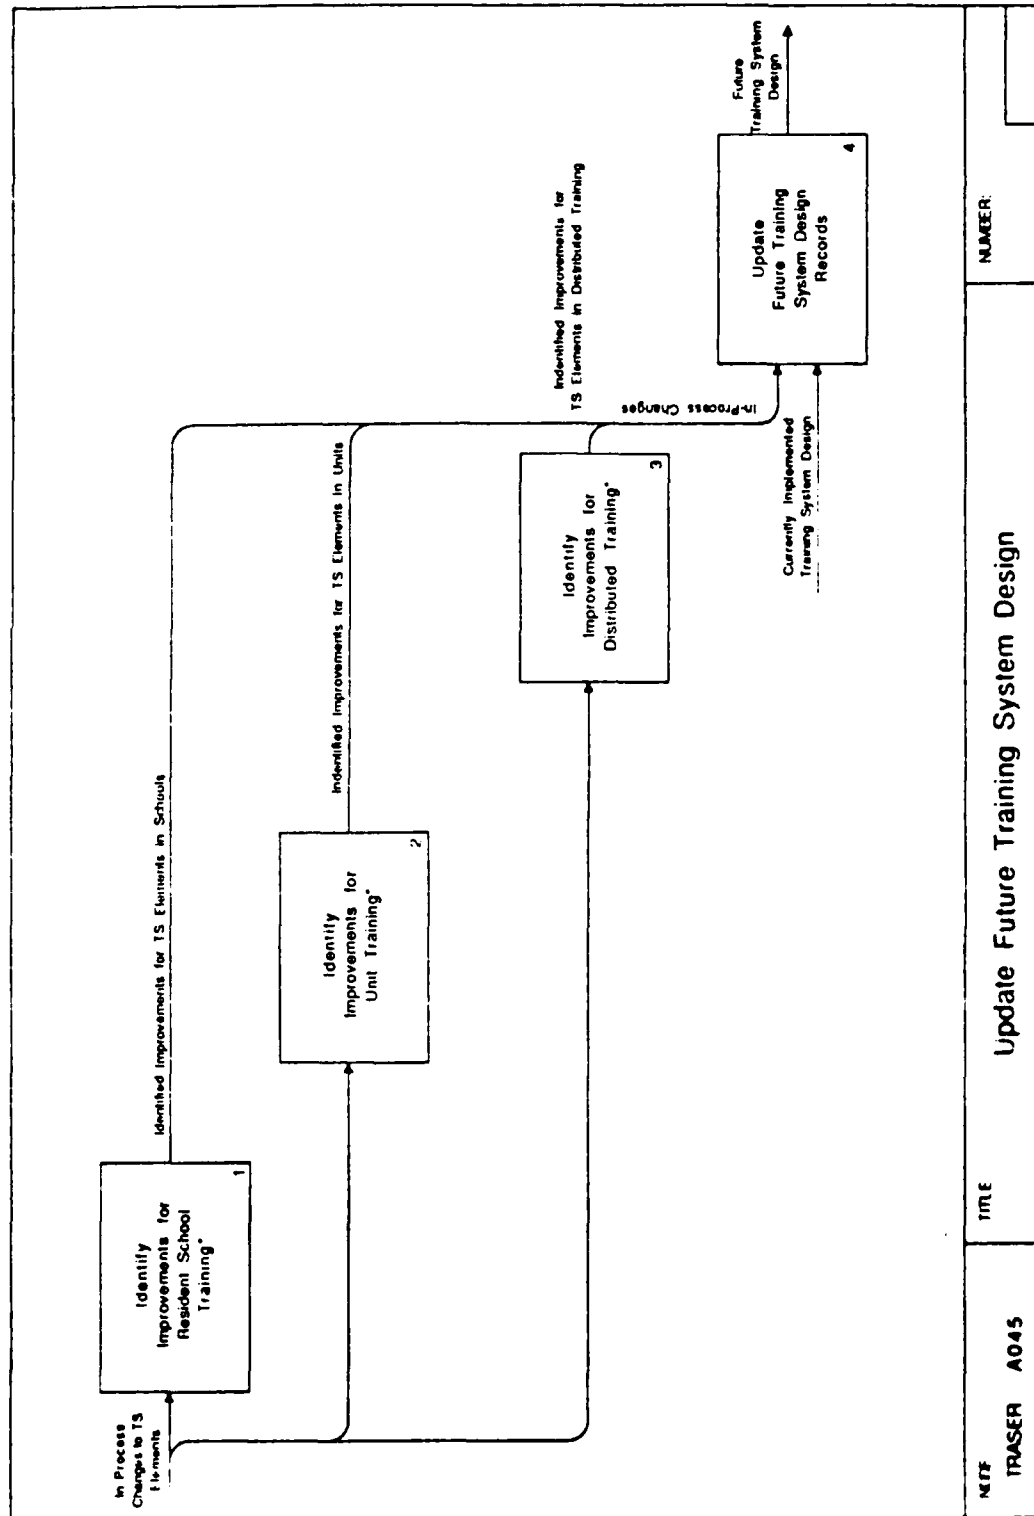 In Process
Changes to TS
Elements
Identify
Improvements for
Resident School
Training*
1
Identified Improvements for TS Elements in Schools
Identify
Improvements for
Unit Training*
2
Indentified Improvements for TS Elements in Units
Identify
Improvements for
Distributed Training*
3
Indentified Improvements for
TS Elements in Distributed Training
In-Process Changes
Currently Implemented
Training System Design
Update
Future Training
System Design
Records
4
Future
Training System
Design
NODE
TRASER A045
TITLE
Update Future Training System Design
NUMBER: